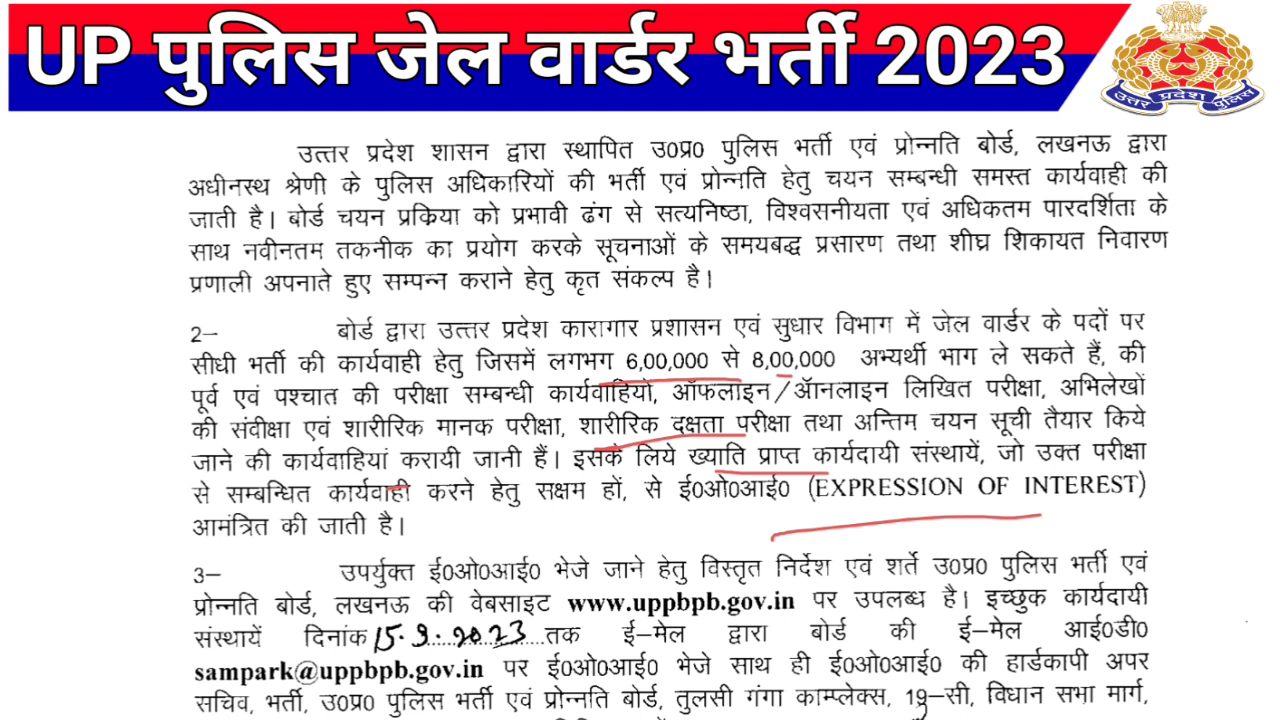 UP पुलिस जेल वार्डर भर्ती 2023
उत्तर प्रदेश पुलिस
उत्त्तर प्रदेश शासन द्वारा स्थापित उ0प्र0 पुलिस भर्ती एवं प्रोन्नति बोर्ड, लखनऊ द्वारा
अधीनस्थ श्रेणी के पुलिस अधिकारियों की भर्ती एवं प्रोन्नति हेतु चयन सम्बन्धी समस्त कार्यवाही की
जाती है। बोर्ड चयन प्रक्रिया को प्रभावी ढंग से सत्यनिष्ठा, विश्वसनीयता एवं अधिकतम पारदर्शिता के
साथ नवीनतम तकनीक का प्रयोग करके सूचनाओं के समयबद्ध प्रसारण तथा शीघ्र शिकायत निवारण
प्रणाली अपनाते हुए सम्पन्न कराने हेतु कृत संकल्प है।
2– बोर्ड द्वारा उत्त्तर प्रदेश कारागार प्रशासन एवं सुधार विभाग में जेल वार्डर के पदों पर
सीधी भर्ती की कार्यवाही हेतु जिसमें लगभग 6,00,000 से 8,00,000 अभ्यर्थी भाग ले सकते हैं, की
पूर्व एवं पश्चात की परीक्षा सम्बन्धी कार्यवाहियों, ऑफलाइन/ऑनलाइन लिखित परीक्षा, अभिलेखों
की संवीक्षा एवं शारीरिक मानक परीक्षा, शारीरिक दक्षता परीक्षा तथा अन्तिम चयन सूची तैयार किये
जाने की कार्यवाहियां करायी जानी हैं। इसके लिये ख्याति प्राप्त कार्यदायी संस्थायें, जो उक्त परीक्षा
से सम्बन्धित कार्यवाही करने हेतु सक्षम हों, से ई0ओ0आई0 (EXPRESSION OF INTEREST)
आमंत्रित की जाती है।
3– उपर्युक्त ई0ओ0आई0 भेजे जाने हेतु विस्तृत निर्देश एवं शर्ते उ0प्र0 पुलिस भर्ती एवं
प्रोन्नति बोर्ड, लखनऊ की वेबसाइट www.uppbpb.gov.in पर उपलब्ध है। इच्छुक कार्यदायी
संस्थायें दिनांक 15.9.2023 तक ई–मेल द्वारा बोर्ड की ई–मेल आई0डी0
sampark@uppbpb.gov.in पर ई0ओ0आई0 भेजे साथ ही ई0ओ0आई0 की हार्डकापी अपर
सचिव, भर्ती, उ0प्र0 पुलिस भर्ती एवं प्रोन्नति बोर्ड, तुलसी गंगा काम्प्लेक्स, 19–सी, विधान सभा मार्ग,